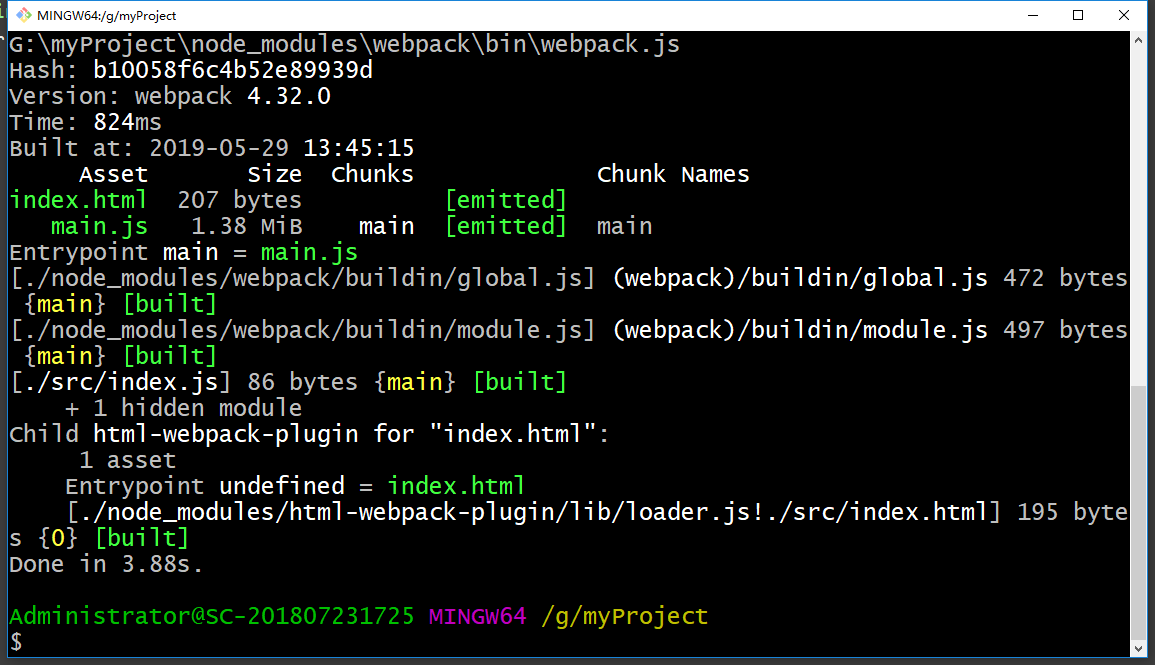 MINGW64:/g/myProject
G:\myProject\node_modules\webpack\bin\webpack.js
Hash: b10058f6c4b52e89939d
Version: webpack 4.32.0
Time: 824ms
Built at: 2019-05-29 13:45:15
     Asset       Size  Chunks             Chunk Names
index.html  207 bytes          [emitted]
   main.js   1.38 MiB    main  [emitted]  main
Entrypoint main = main.js
[./node_modules/webpack/buildin/global.js] (webpack)/buildin/global.js 472 bytes
 {main} [built]
[./node_modules/webpack/buildin/module.js] (webpack)/buildin/module.js 497 bytes
 {main} [built]
[./src/index.js] 86 bytes {main} [built]
    + 1 hidden module
Child html-webpack-plugin for "index.html":
     1 asset
    Entrypoint undefined = index.html
    [./node_modules/html-webpack-plugin/lib/loader.js!./src/index.html] 195 byte
s {0} [built]
Done in 3.88s.
Administrator@SC-201807231725 MINGW64 /g/myProject
$